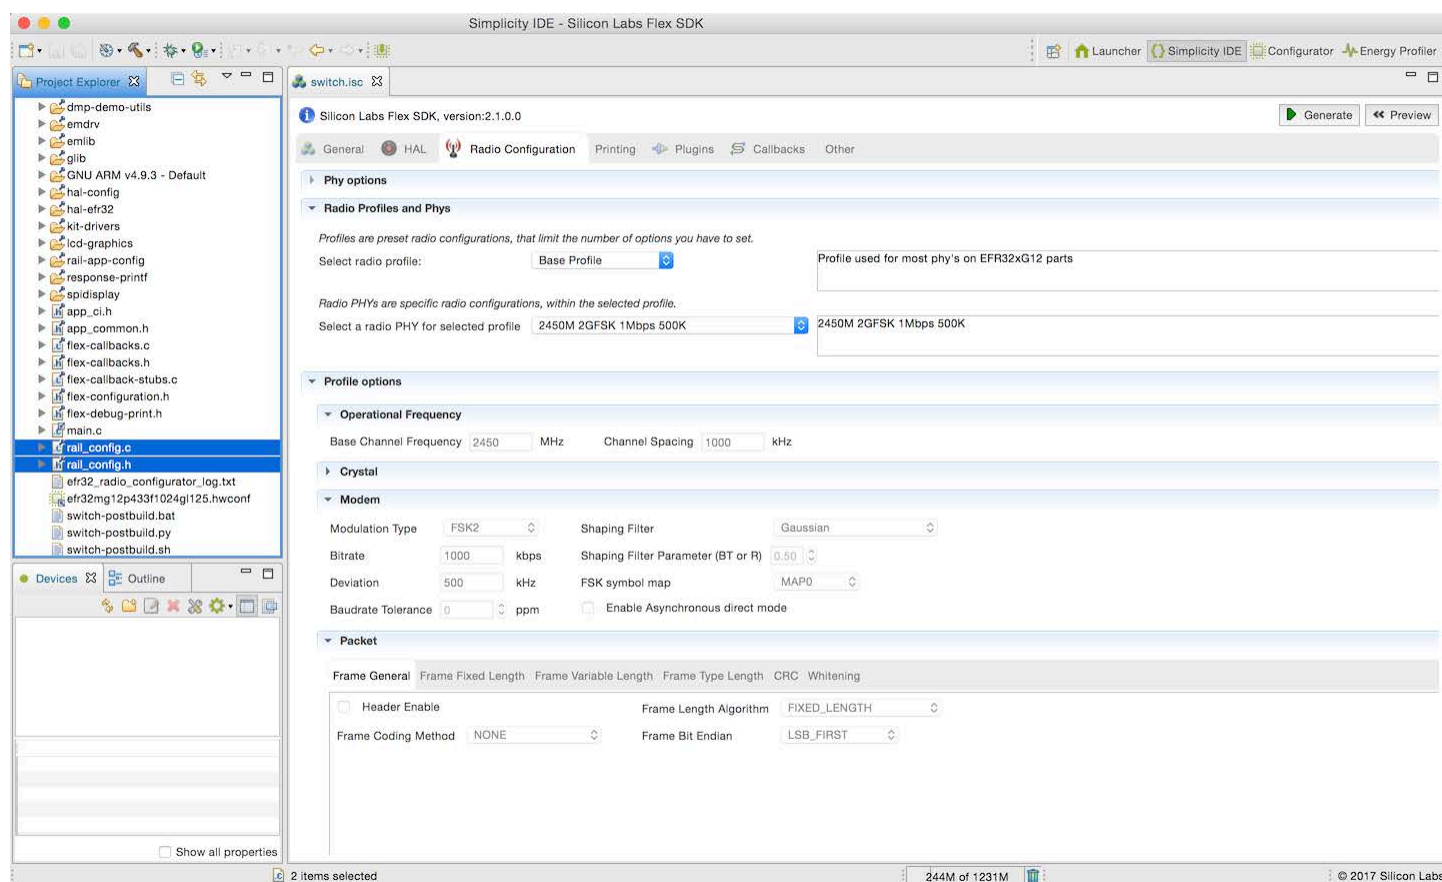 Simplicity IDE - Silicon Labs Flex SDK
Launcher Simplicity IDE Configurator Energy Profiler
Project Explorer
dmp-demo-utils
emdrv
emlib
glib
GNU ARM v4.9.3 - Default
hal-config
hal-efr32
kit-drivers
lcd-graphics
rail-app-config
response-printf
spidisplay
app_ci.h
app_common.h
flex-callbacks.c
flex-callbacks.h
flex-callback-stubs.c
flex-configuration.h
flex-debug-print.h
main.c
rail_config.c
rail_config.h
efr32_radio_configurator_log.txt
efr32mg12p433f1024gl125.hwconf
switch-postbuild.bat
switch-postbuild.py
switch-postbuild.sh
Devices Outline
Show all properties
switch.isc
Silicon Labs Flex SDK, version:2.1.0.0
Generate Preview
General HAL Radio Configuration Printing Plugins Callbacks Other
Phy options
Radio Profiles and Phys
Profiles are preset radio configurations, that limit the number of options you have to set.
Select radio profile: Base Profile Profile used for most phy's on EFR32xG12 parts
Radio PHYs are specific radio configurations, within the selected profile.
Select a radio PHY for selected profile 2450M 2GFSK 1Mbps 500K 2450M 2GFSK 1Mbps 500K
Profile options
Operational Frequency
Base Channel Frequency 2450 MHz Channel Spacing 1000 kHz
Crystal
Modem
Modulation Type FSK2 Shaping Filter Gaussian
Bitrate 1000 kbps Shaping Filter Parameter (BT or R) 0.50
Deviation 500 kHz FSK symbol map MAP0
Baudrate Tolerance 0 ppm Enable Asynchronous direct mode
Packet
Frame General Frame Fixed Length Frame Variable Length Frame Type Length CRC Whitening
Header Enable Frame Length Algorithm FIXED_LENGTH
Frame Coding Method NONE Frame Bit Endian LSB_FIRST
2 items selected 244M of 1231M © 2017 Silicon Labs